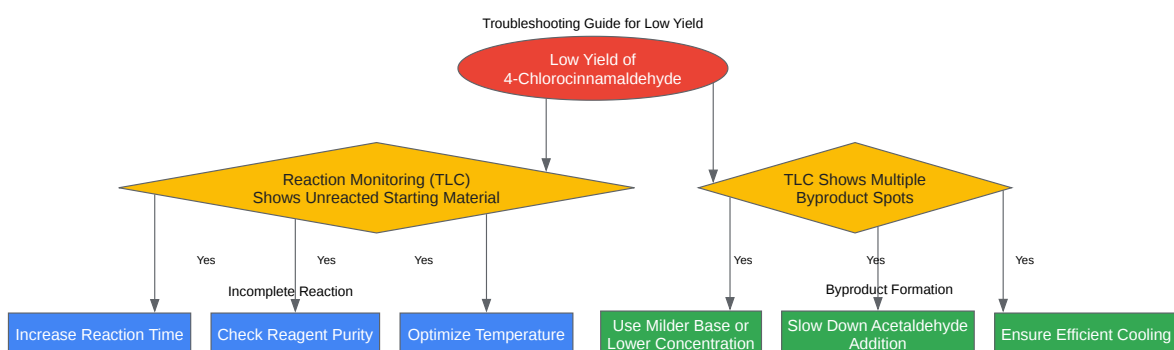 Troubleshooting Guide for Low Yield
Low Yield of
4-Chlorocinnamaldehyde
Reaction Monitoring (TLC)
Shows Unreacted Starting Material
TLC Shows Multiple
Byproduct Spots
Yes
Yes
Yes
Yes
Yes
Yes
Incomplete Reaction
Byproduct Formation
Increase Reaction Time
Check Reagent Purity
Optimize Temperature
Use Milder Base or
Lower Concentration
Slow Down Acetaldehyde
Addition
Ensure Efficient Cooling